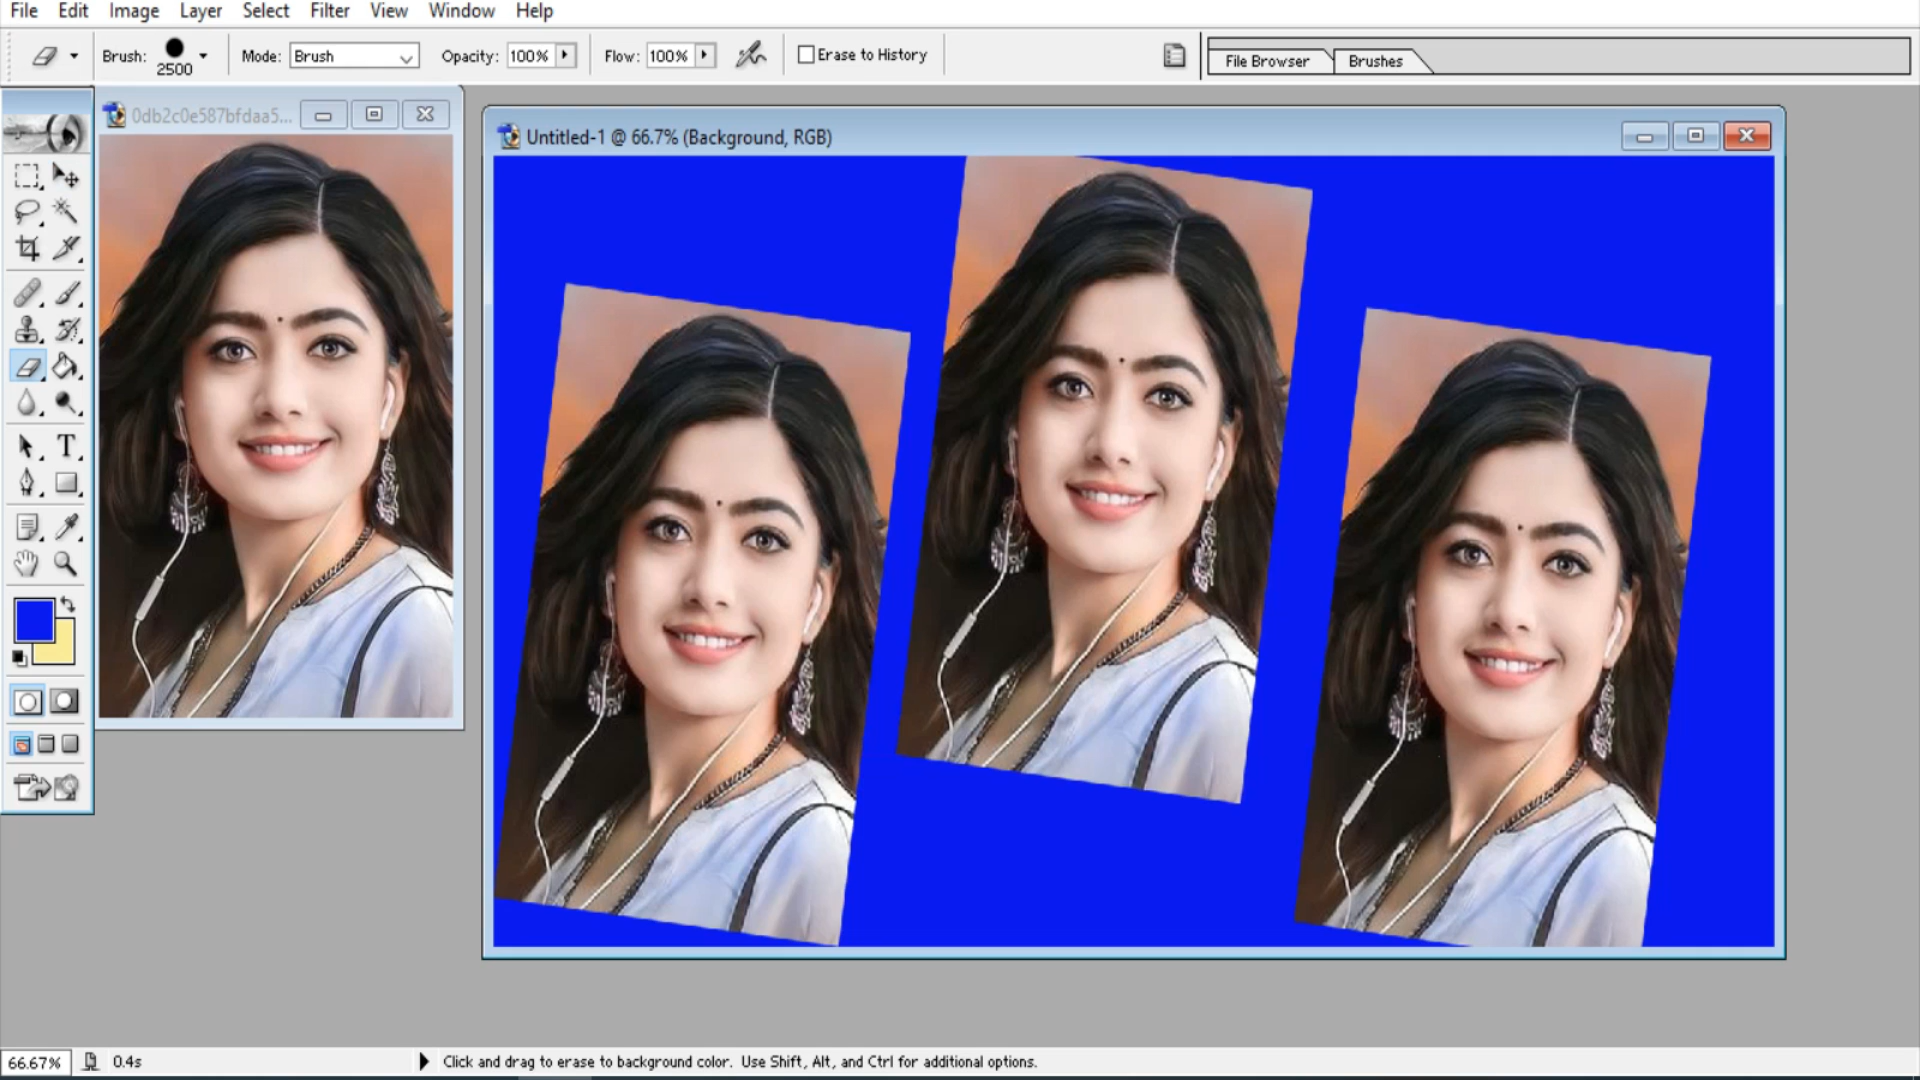 File Edit Image Layer Select Filter View Window Help
Brush: 2500 Mode: Brush Opacity: 100% Flow: 100% Erase to History File Browser Brushes
0db2c0e587bfdaa5...
Untitled-1 @ 66.7% (Background, RGB)
T
66.67% 0.4s Click and drag to erase to background color. Use Shift, Alt, and Ctrl for additional options.